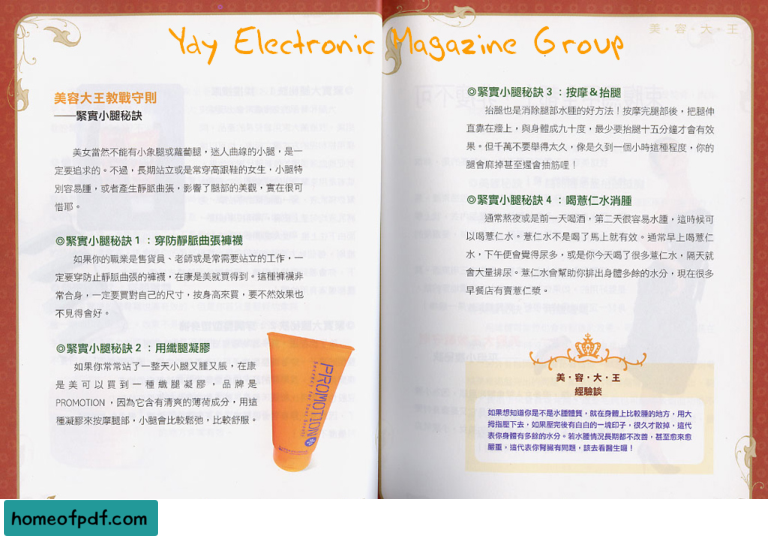 Yay Electronic Magazine Group
美・容・大・王
美容大王教戰守則
——緊實小腿秘訣
美女當然不能有小象腿或蘿蔔腿，迷人曲線的小腿，是一
定要追求的。不過，長期站立或是常穿高跟鞋的女生，小腿特
別容易腫，或者產生靜脈曲張，影響了腿部的美觀，實在很可
惜耶。
◎緊實小腿秘訣 1 ：穿防靜脈曲張褲襪
如果你的職業是售貨員、老師或是常需要站立的工作，一
定要穿防止靜脈曲張的褲襪，在康是美就買得到。這種褲襪非
常合身，一定要買對自己的尺寸，按身高來買，要不然效果也
不見得會好。
◎緊實小腿秘訣 2 ：用纖腿凝膠
如果你常常站了一整天小腿又腫又脹，在康
是美可以買到一種纖腿凝膠，品牌是
PROMOTION，因為它含有清爽的薄荷成分，用這
種凝膠來按摩腿部，小腿會比較鬆弛，比較舒服。
PROMOTION
◎緊實小腿秘訣 3 ：按摩＆抬腿
抬腿也是消除腿部水腫的好方法！按摩完腿部後，把腿伸
直靠在牆上，與身體成九十度，最少要抬腿十五分鐘才會有效
果。但千萬不要舉得太久，像是久到一個小時這種程度，你的
腿會麻掉甚至還會抽筋哩！
◎緊實小腿秘訣 4 ：喝薏仁水消腫
通常熬夜或是前一天喝酒，第二天很容易水腫，這時候可
以喝薏仁水。薏仁水不是喝了馬上就有效。通常早上喝薏仁
水，下午便會覺得尿多，或是你今天喝了很多薏仁水，隔天就
會大量排尿。薏仁水會幫助你排出身體多餘的水分，現在很多
早餐店有賣薏仁漿。
美・容・大・王
經驗談
如果想知道你是不是水腫體質，就在身體上比較腫的地方，用大
拇指壓下去，如果壓完後有白白的一塊印子，很久才散掉，這代
表你身體有多餘的水分。若水腫情況長期都不改善，甚至愈來愈
嚴重，這代表你腎臟有問題，該去看醫生囉！
homeofpdf.com